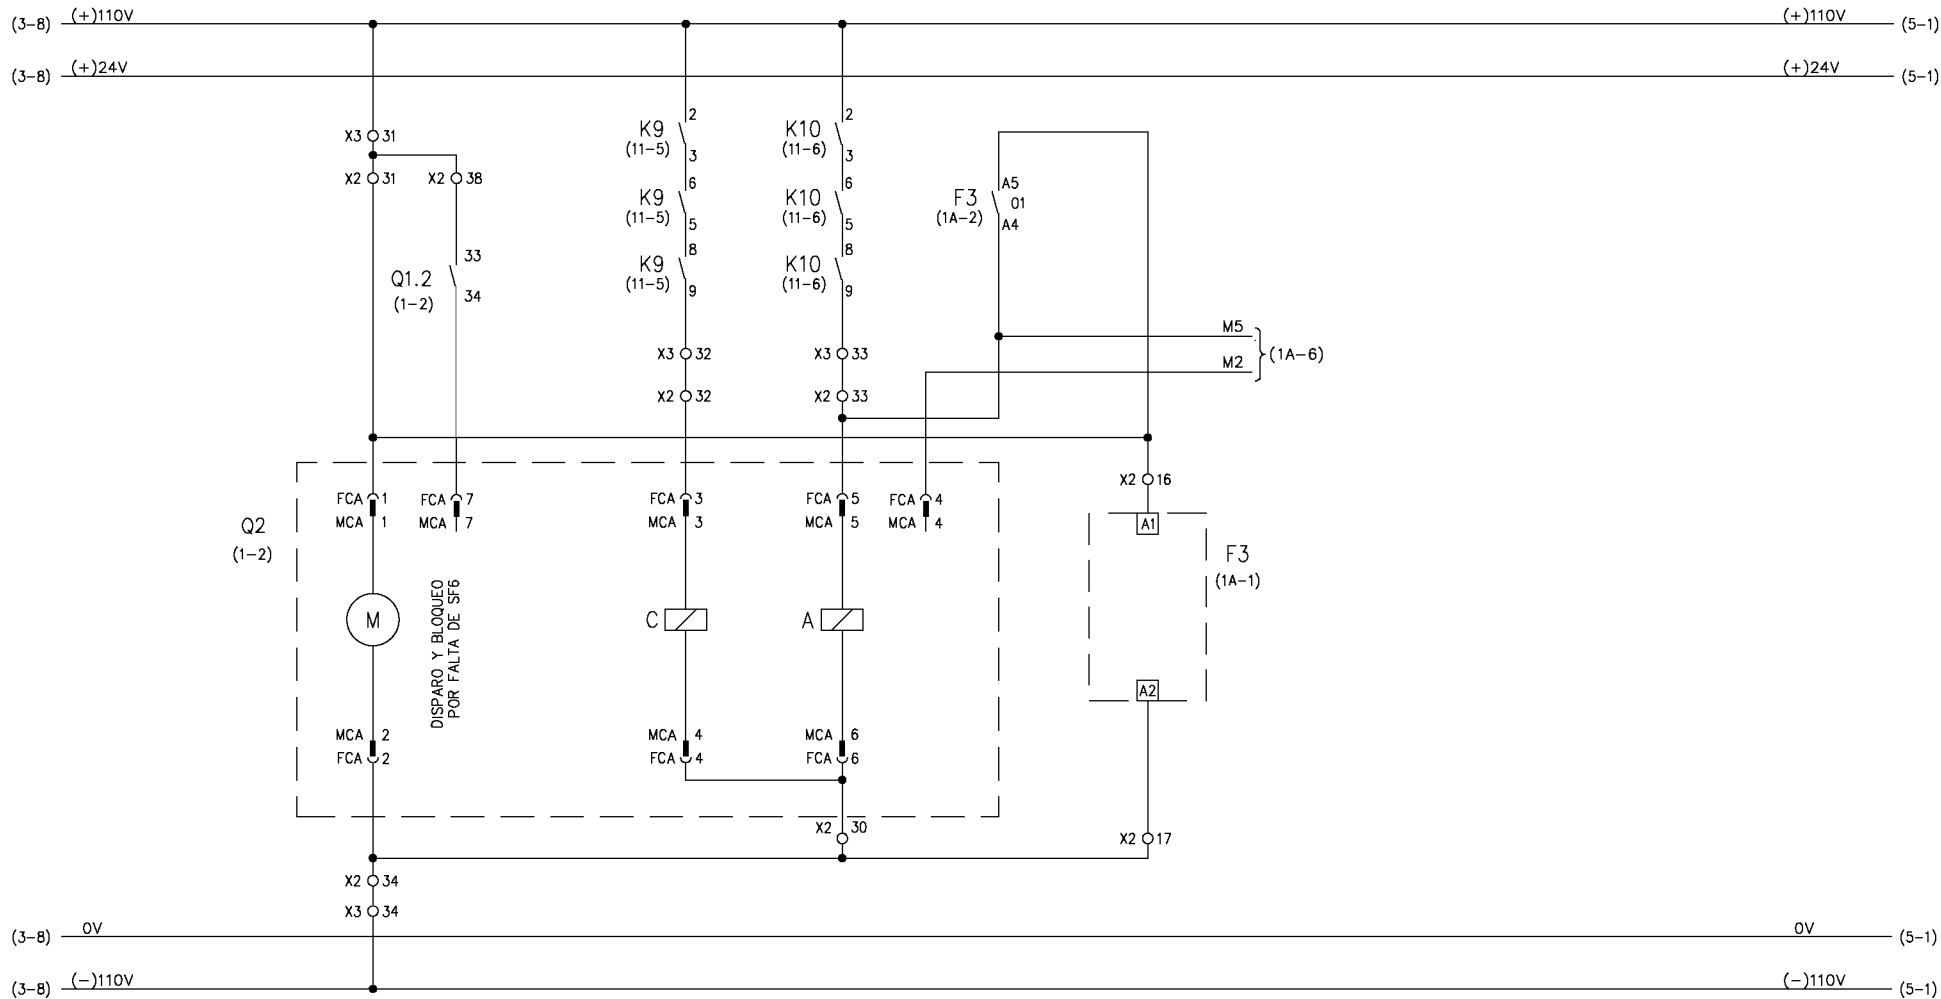 (3-8) (+)110V (+)110V (5-1)
(3-8) (+)24V (+)24V (5-1)
2 2
K9 K10
(11-5) (11-6)
3 3
X3 31
X2 31 X2 38
6 6 A5
K9 K10 F3 01
(11-5) (11-6) (1A-2)
5 5 A4
33
8 8
K9 K10
Q1.2 (11-5) (11-6)
(1-2) 34 9 9
M5
X3 32 X3 33 (1A-6)
M2
X2 32 X2 33
X2 16
FCA 1 FCA 7 FCA 3 FCA 5 FCA 4
MCA 1 MCA 7 MCA 3 MCA 5 MCA 4
Q2
(1-2)
A1
F3
(1A-1)
M
DISPARO Y BLOQUEO
POR FALTA DE SF6
C A
A2
MCA 2 MCA 4 MCA 6
FCA 2 FCA 4 FCA 6
X2 30
X2 17
X2 34
X3 34
(3-8) 0V 0V (5-1)
(3-8) (-)110V (-)110V (5-1)